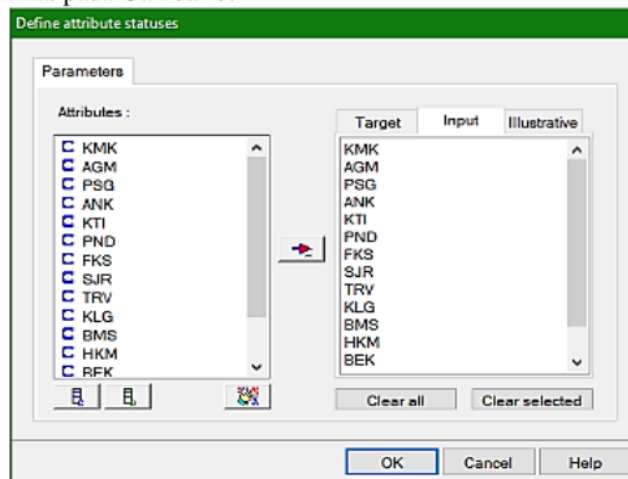 Define attribute statuses
Parameters
Attributes :
C KMK
C AGM
C PSG
C ANK
C KTI
C PND
C FKS
C SJR
C TRV
C KLG
C BMS
C HKM
C BEK
Target Input Illustrative
KMK
AGM
PSG
ANK
KTI
PND
FKS
SJR
TRV
KLG
BMS
HKM
BEK
Clear all Clear selected
OK Cancel Help